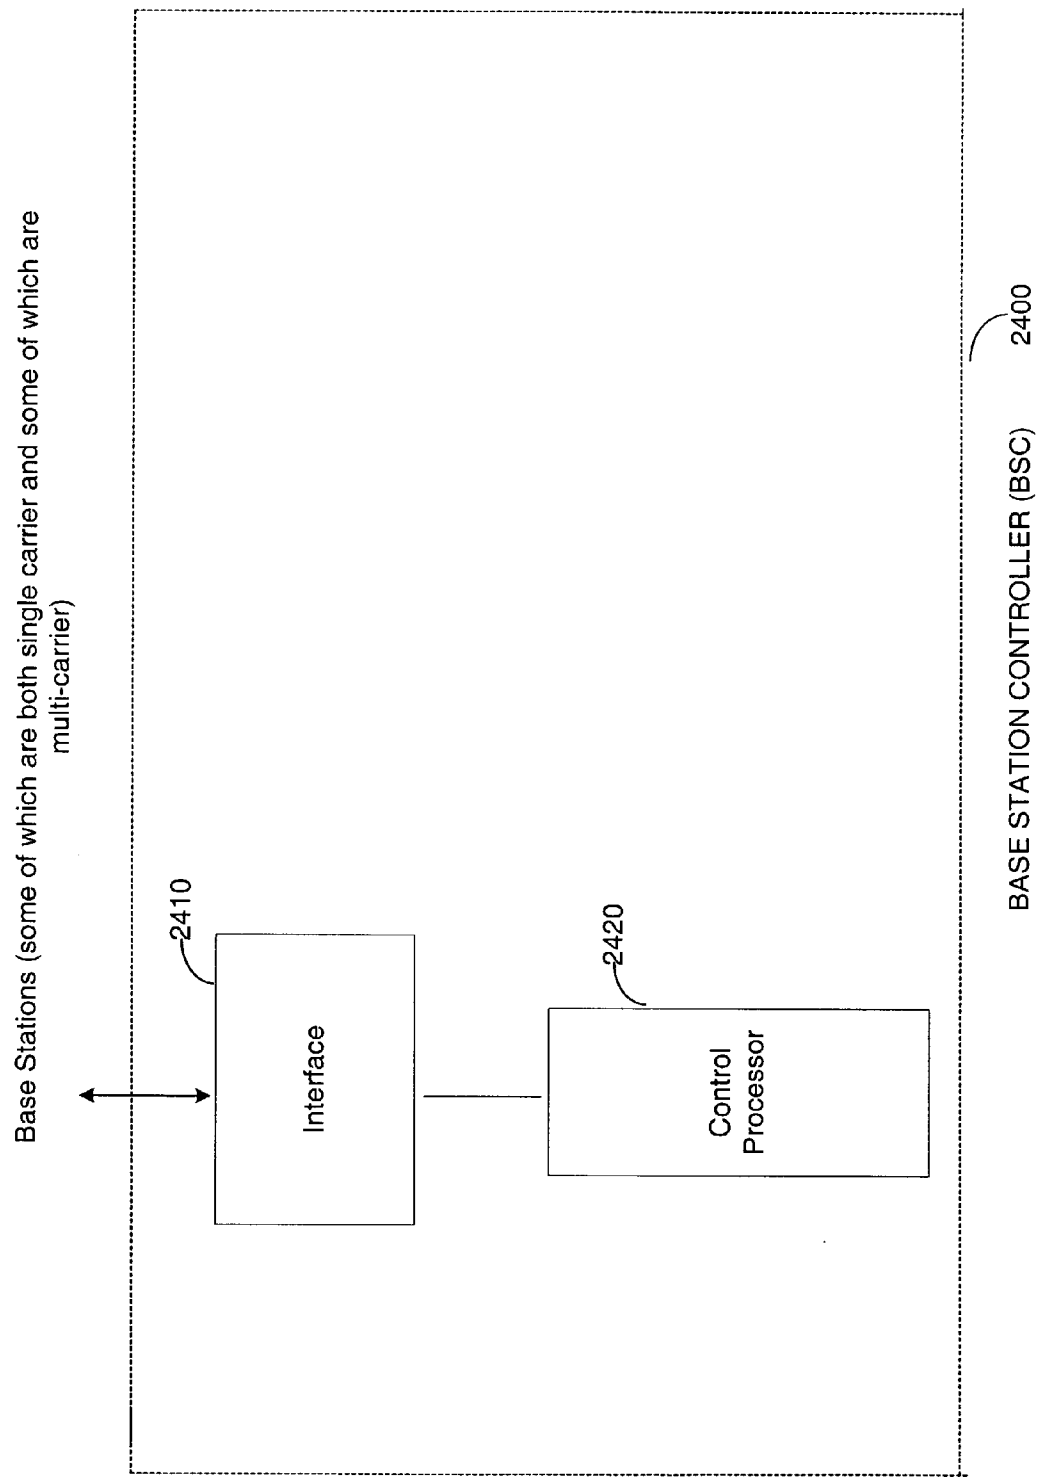 Base Stations (some of which are both single carrier and some of which are
multi-carrier)
2410
Interface
2420
Control
Processor
BASE STATION CONTROLLER (BSC)
2400